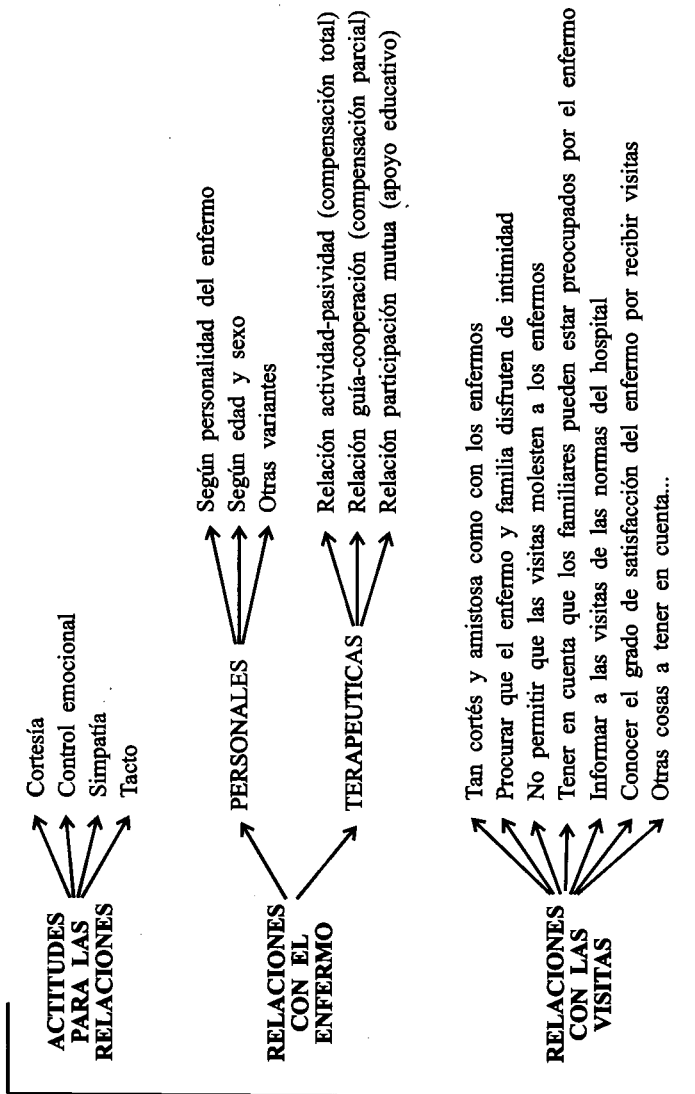 ACTITUDES
PARA LAS
RELACIONES
Cortesía
Control emocional
Simpatía
Tacto
RELACIONES
CON EL
ENFERMO
PERSONALES
Según personalidad del enfermo
Según edad y sexo
Otras variantes
TERAPEUTICAS
Relación actividad-pasividad (compensación total)
Relación guía-cooperación (compensación parcial)
Relación participación mutua (apoyo educativo)
RELACIONES
CON LAS
VISITAS
Tan cortés y amistosa como con los enfermos
Procurar que el enfermo y familia disfruten de intimidad
No permitir que las visitas molesten a los enfermos
Tener en cuenta que los familiares pueden estar preocupados por el enfermo
Informar a las visitas de las normas del hospital
Conocer el grado de satisfacción del enfermo por recibir visitas
Otras cosas a tener en cuenta...